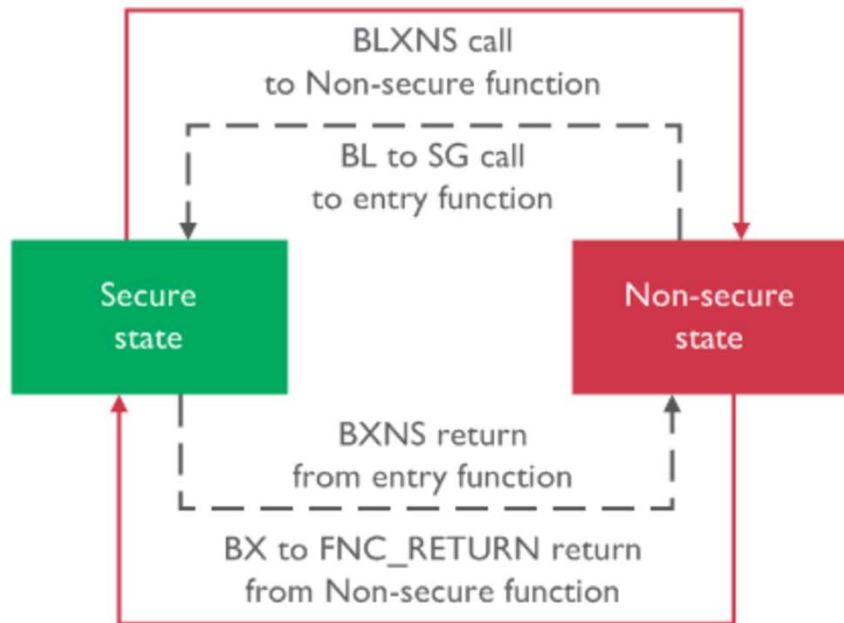 BLXNS call
to Non-secure function
BL to SG call
to entry function
Secure
state
Non-secure
state
BXNS return
from entry function
BX to FNC_RETURN return
from Non-secure function